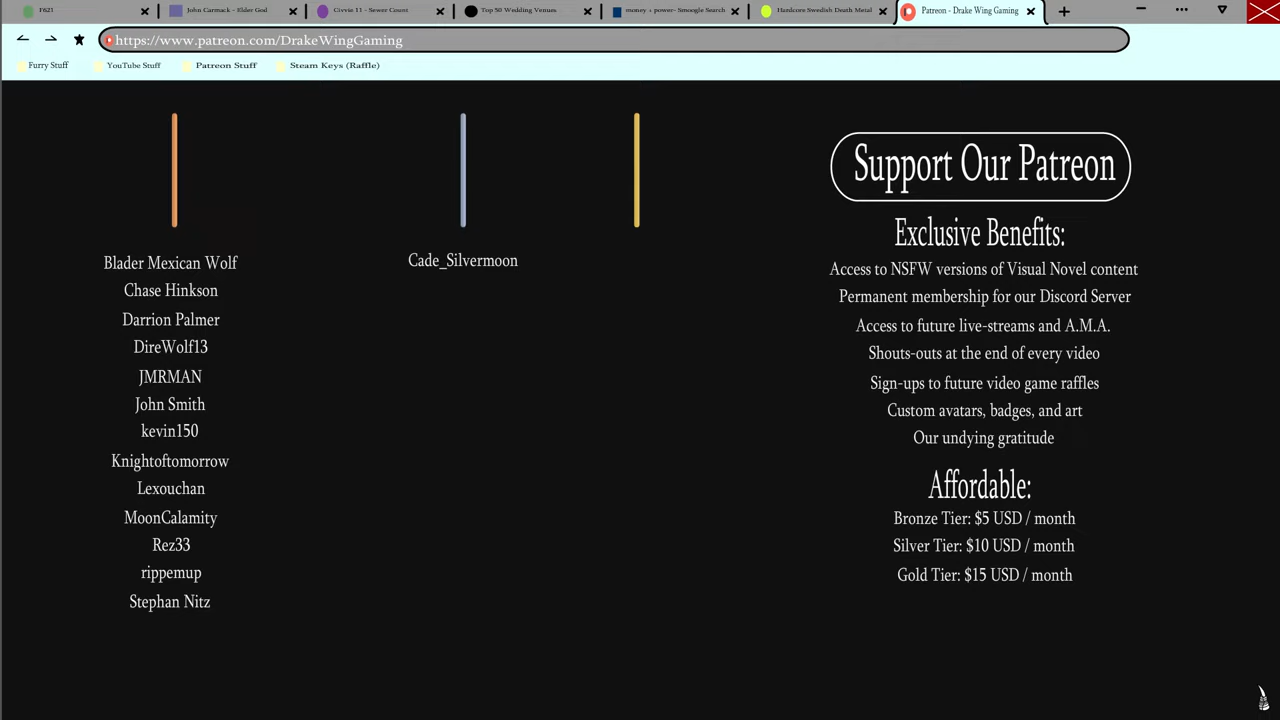 F621
John Carmack - Elder God
Civvie 11 - Sewer Count
Top 50 Wedding Venues
money + power- Smoogle Search
Hardcore Swedish Death Metal
Patreon - Drake Wing Gaming
https://www.patreon.com/DrakeWingGaming
Furry Stuff
YouTube Stuff
Patreon Stuff
Steam Keys (Raffle)
Blader Mexican Wolf
Chase Hinkson
Darrion Palmer
DireWolf13
JMRMAN
John Smith
kevin150
Knightoftomorrow
Lexouchan
MoonCalamity
Rez33
rippemup
Stephan Nitz
Cade_Silvermoon
Support Our Patreon
Exclusive Benefits:
Access to NSFW versions of Visual Novel content
Permanent membership for our Discord Server
Access to future live-streams and A.M.A.
Shouts-outs at the end of every video
Sign-ups to future video game raffles
Custom avatars, badges, and art
Our undying gratitude
Affordable:
Bronze Tier: $5 USD / month
Silver Tier: $10 USD / month
Gold Tier: $15 USD / month